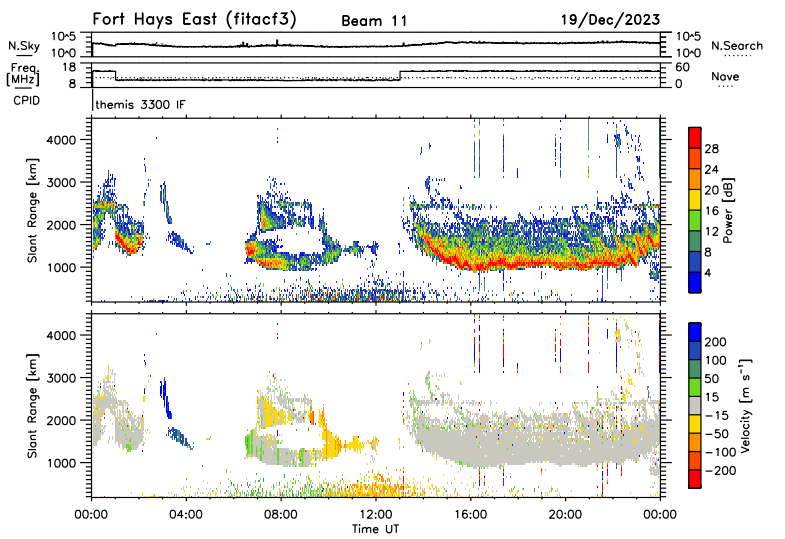 Fort Hays East (fitacf3) Beam 11 19/Dec/2023
N.Sky 10^5 10^0 10^5 10^0 N.Search
Freq. [MHz] 18 8 60 0 Nave
CPID themis 3300 IF
Slant Range [km] 4000 3000 2000 1000
28 24 20 16 12 8 4 Power [dB]
Slant Range [km] 4000 3000 2000 1000
200 100 50 15 −15 −50 −100 −200 Velocity [m s⁻¹]
00:00 04:00 08:00 12:00 16:00 20:00 00:00
Time UT